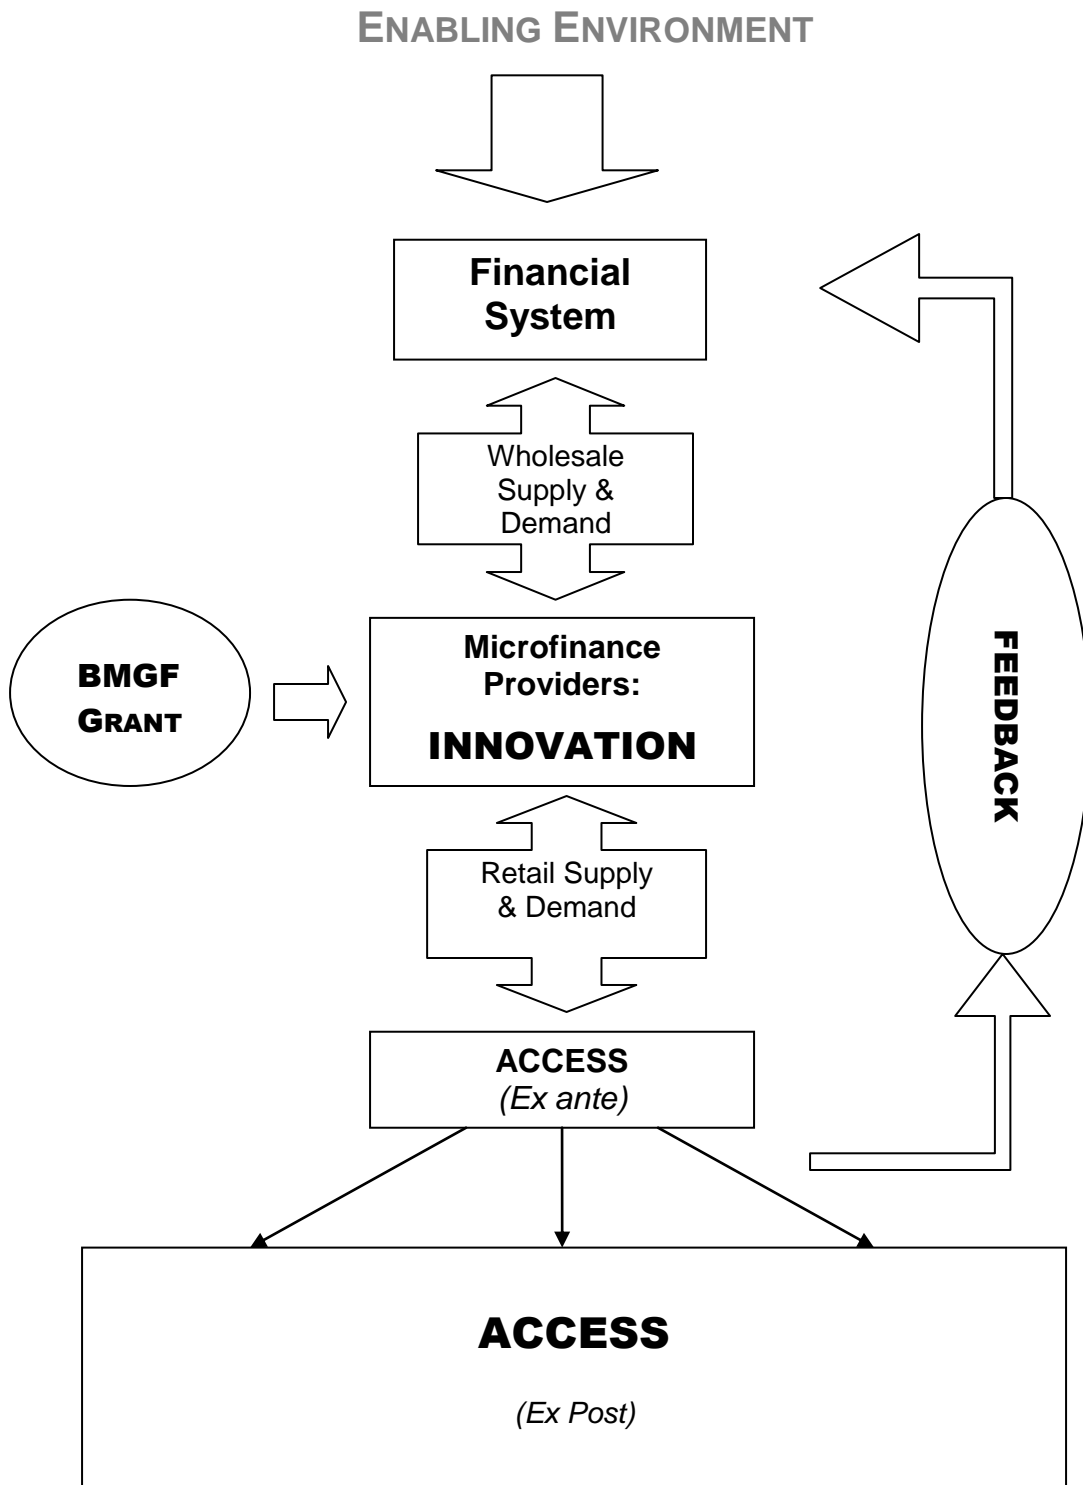 ENABLING ENVIRONMENT
Financial
System
Wholesale
Supply &
Demand
BMGF
GRANT
Microfinance
Providers:
INNOVATION
FEEDBACK
Retail Supply
& Demand
ACCESS
(Ex ante)
ACCESS
(Ex Post)